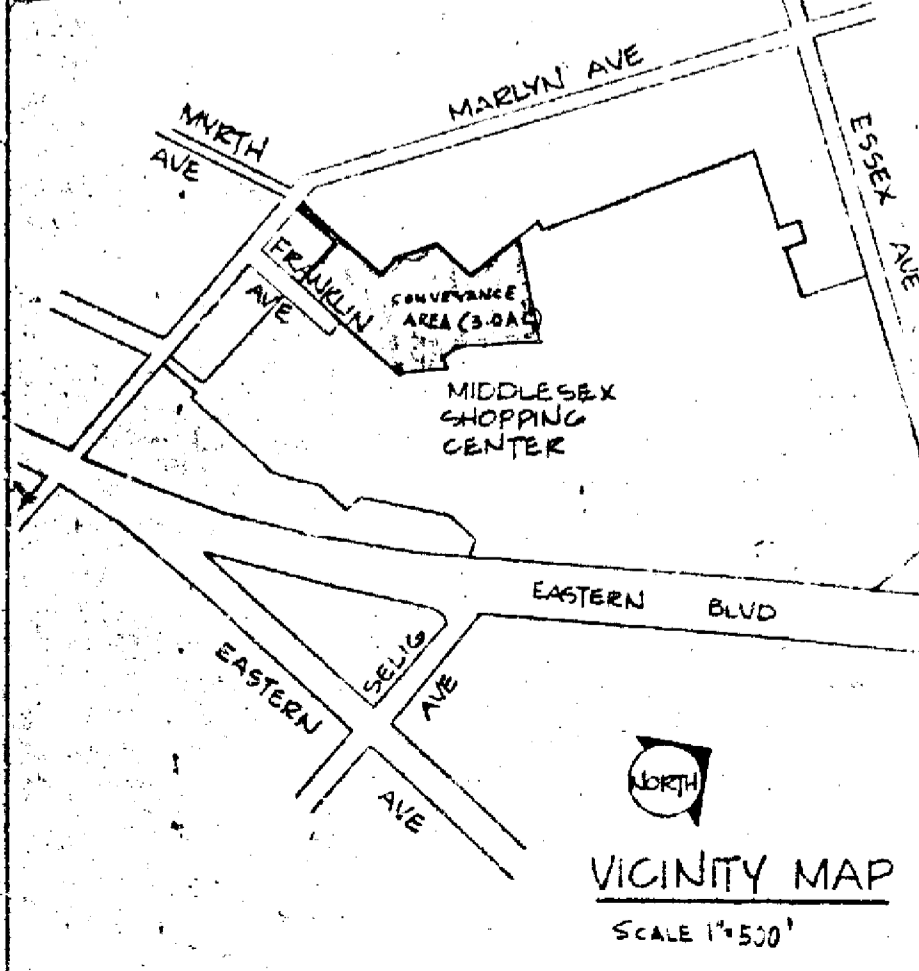 MARLYN AVE
MYRTH
AVE
ESSEX AVE
FRANKLIN
AVE
CONVEYANCE
AREA (3.0A
MIDDLESEX
SHOPPING
CENTER
EASTERN BLVD
SELIG
AVE
EASTERN
AVE
NORTH
VICINITY MAP
SCALE 1"=500'